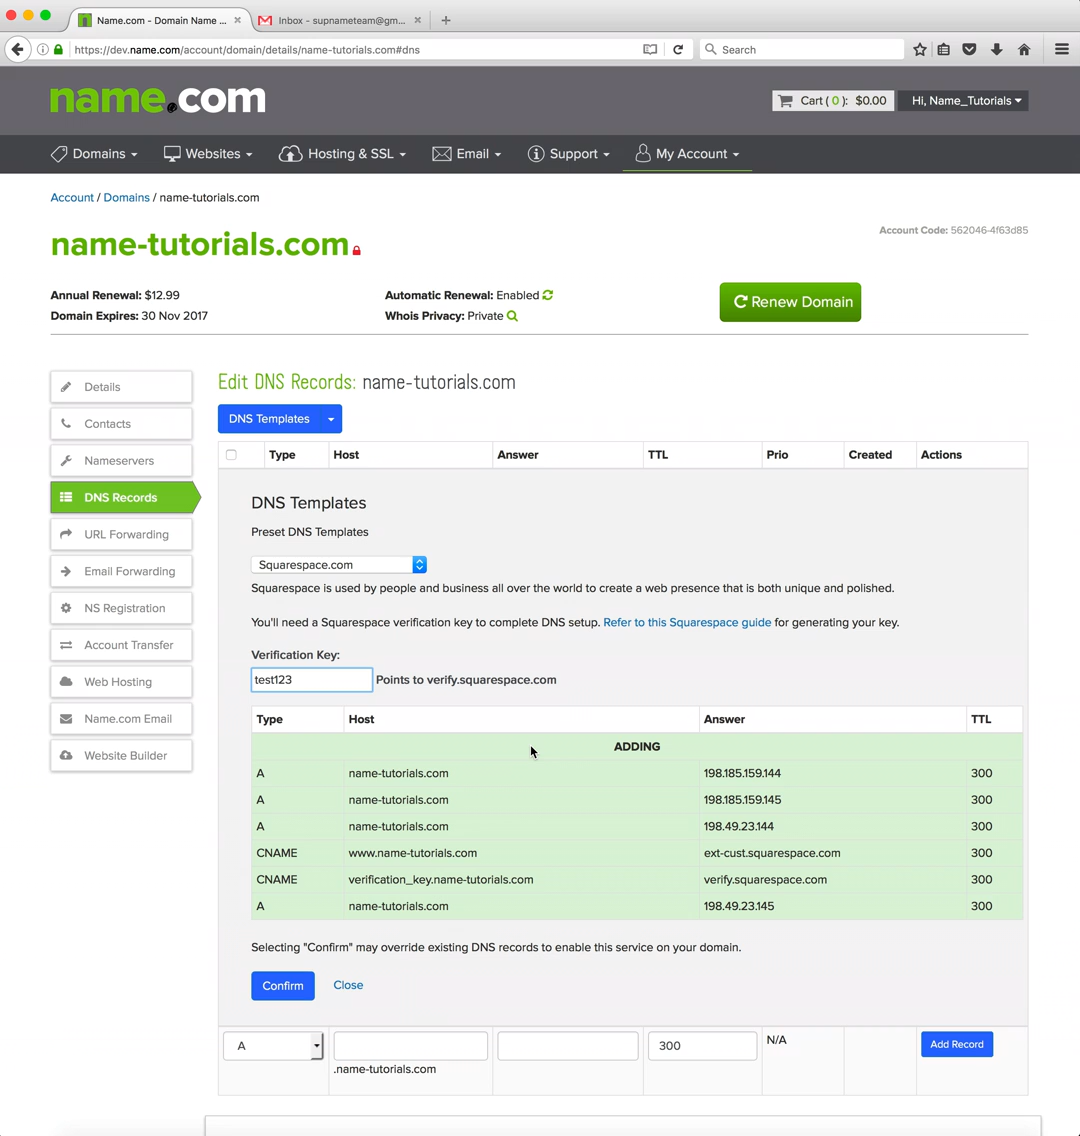 Name.com - Domain Name ...
Inbox - supnameteam@gm...
https://dev.name.com/account/domain/details/name-tutorials.com#dns
Search
name.com
Cart ( 0 ): $0.00
Hi, Name_Tutorials
Domains
Websites
Hosting & SSL
Email
Support
My Account
Account / Domains / name-tutorials.com
name-tutorials.com
Account Code: 562046-4f63d85
Annual Renewal: $12.99
Automatic Renewal: Enabled
Renew Domain
Domain Expires: 30 Nov 2017
Whois Privacy: Private
Details
Contacts
Nameservers
DNS Records
URL Forwarding
Email Forwarding
NS Registration
Account Transfer
Web Hosting
Name.com Email
Website Builder
Edit DNS Records: name-tutorials.com
DNS Templates
Type Host Answer TTL Prio Created Actions
DNS Templates
Preset DNS Templates
Squarespace.com
Squarespace is used by people and business all over the world to create a web presence that is both unique and polished.
You'll need a Squarespace verification key to complete DNS setup. Refer to this Squarespace guide for generating your key.
Verification Key:
test123 Points to verify.squarespace.com
Type Host Answer TTL
ADDING
A name-tutorials.com 198.185.159.144 300
A name-tutorials.com 198.185.159.145 300
A name-tutorials.com 198.49.23.144 300
CNAME www.name-tutorials.com ext-cust.squarespace.com 300
CNAME verification_key.name-tutorials.com verify.squarespace.com 300
A name-tutorials.com 198.49.23.145 300
Selecting "Confirm" may override existing DNS records to enable this service on your domain.
Confirm Close
A 300 N/A Add Record
.name-tutorials.com